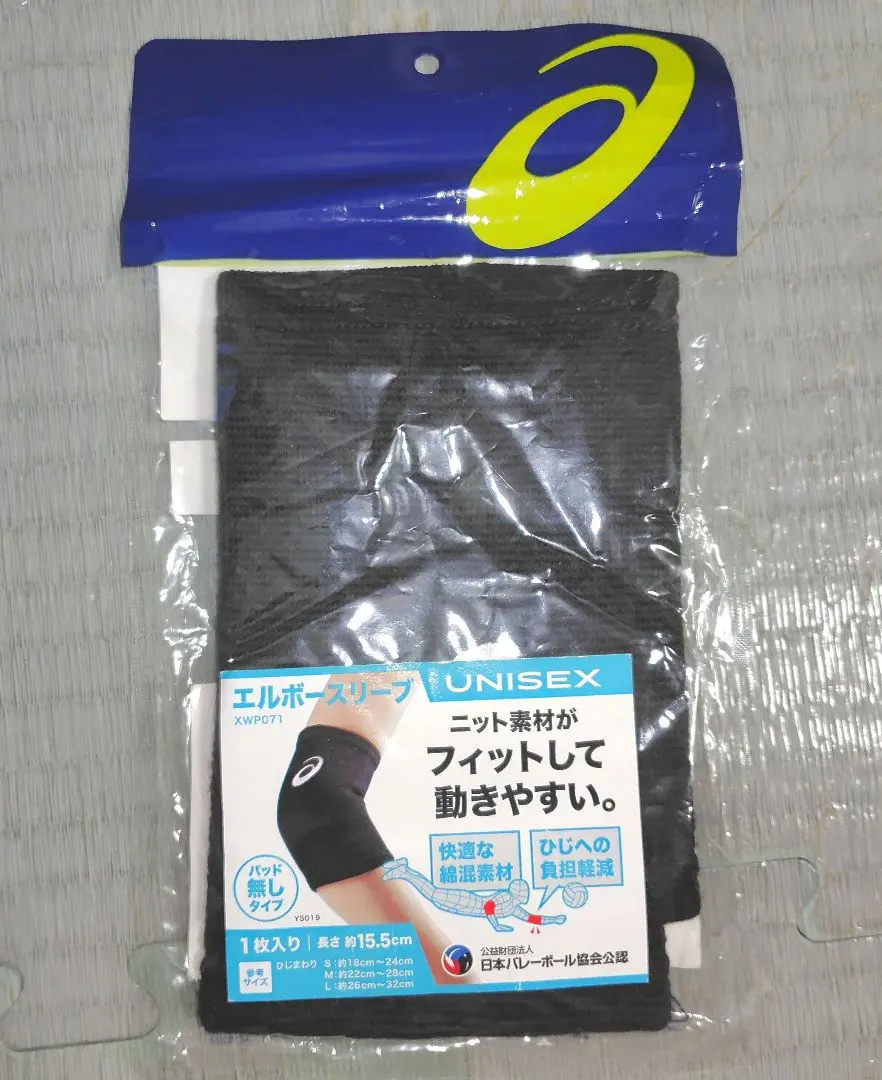 エルボースリーブ
XWP071
UNISEX
ニット素材が
フィットして
動きやすい。
快適な
綿混素材
ひじへの
負担軽減
パッド
無し
タイプ
YS019
1枚入り 長さ 約15.5cm
参考
サイズ
ひじまわり S:約18cm～24cm
M:約22cm～28cm
L:約26cm～32cm
公益財団法人
日本バレーボール協会公認